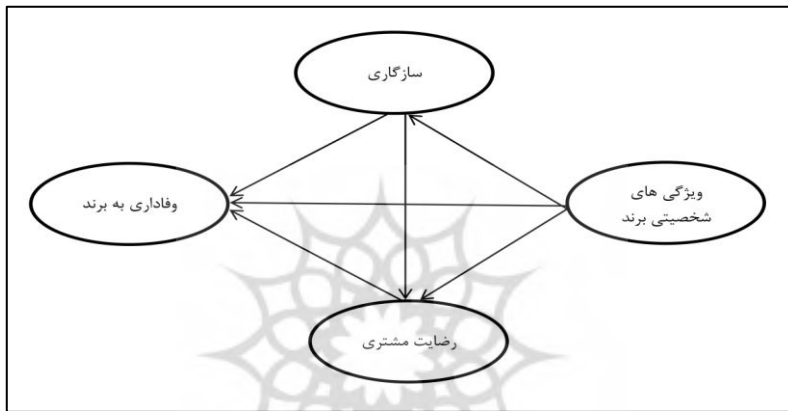 سازگاری
ویژگی های
شخصیتی برند
وفاداری به برند
رضایت مشتری